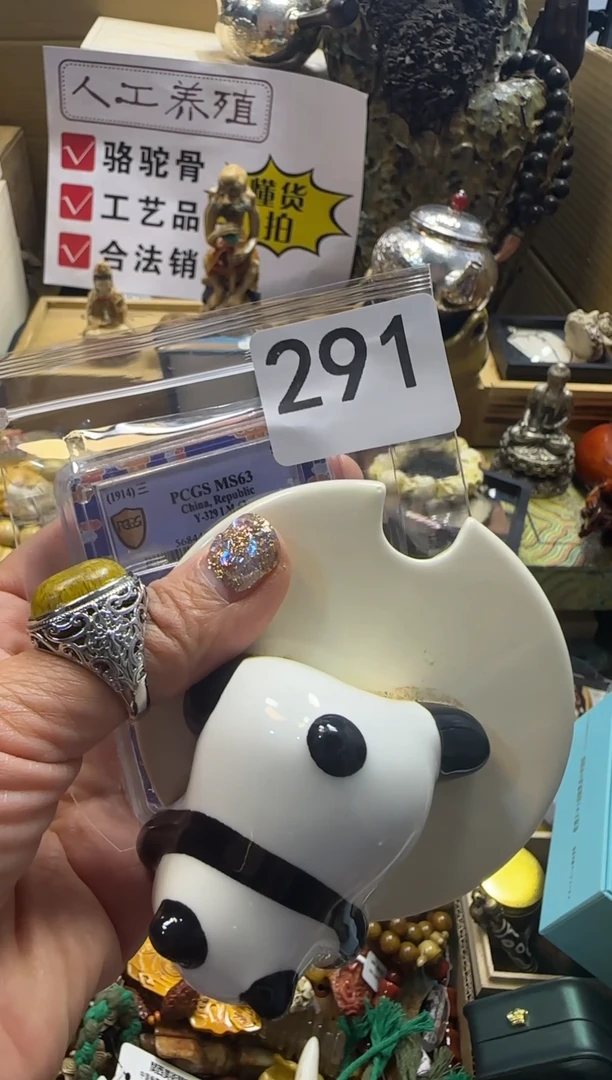 人工养殖
骆驼骨
工艺品
合法销
懂货
拍
291
(1914) 三
PCGS MS63
China, Republic
Y-329 L.M-